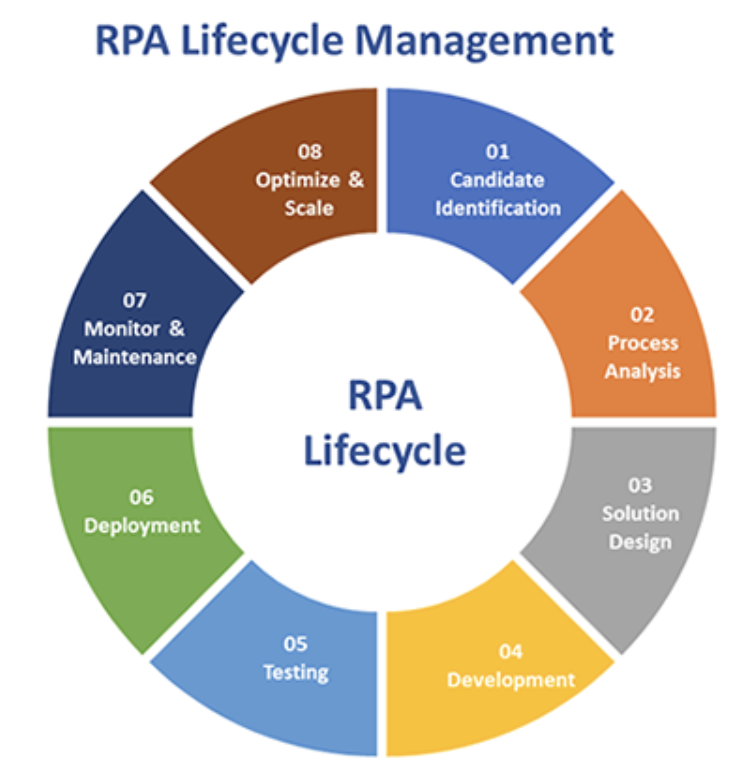 RPA Lifecycle Management
01
Candidate
Identification
02
Process
Analysis
03
Solution
Design
04
Development
05
Testing
06
Deployment
07
Monitor &
Maintenance
08
Optimize &
Scale
RPA
Lifecycle